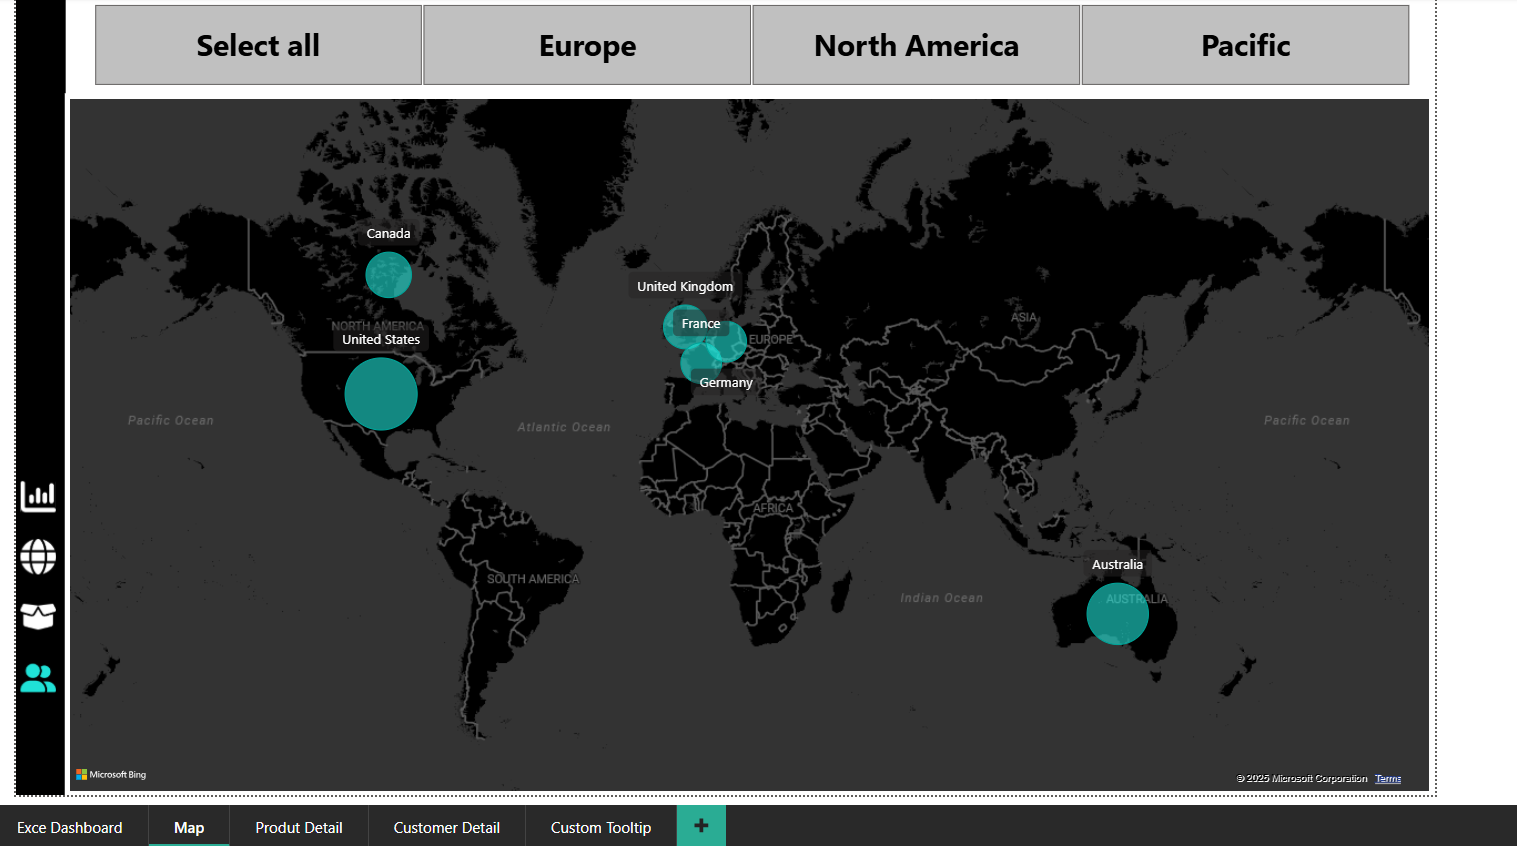 Select all
Europe
North America
Pacific
Canada
United Kingdom
NORTH AMERICA
France
ASIA
United States
EUROPE
Germany
Pacific Ocean
Atlantic Ocean
Pacific Ocean
AFRICA
Australia
SOUTH AMERICA
Indian Ocean
AUSTRALIA
Microsoft Bing
© 2025 Microsoft Corporation Terms
Exce Dashboard
Map
Produt Detail
Customer Detail
Custom Tooltip
+